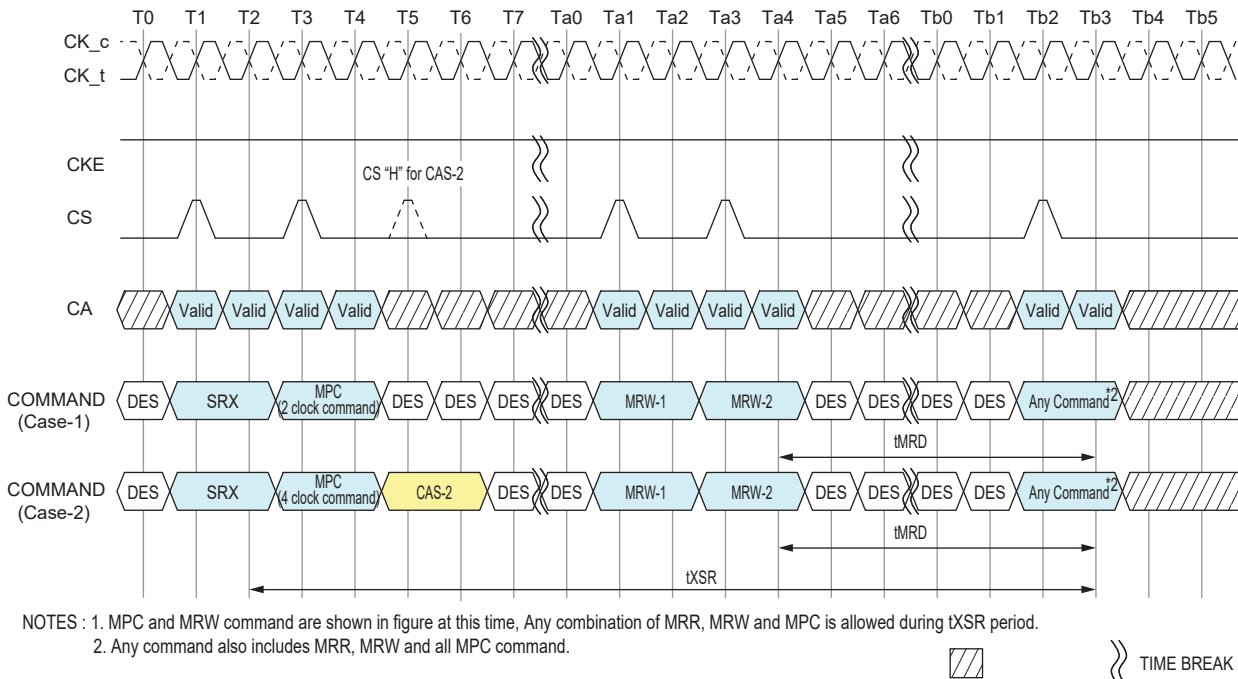 T0 T1 T2 T3 T4 T5 T6 T7 Ta0 Ta1 Ta2 Ta3 Ta4 Ta5 Ta6 Tb0 Tb1 Tb2 Tb3 Tb4 Tb5
CK_c
CK_t
CKE
CS "H" for CAS-2
CS
CA Valid Valid Valid Valid Valid Valid Valid Valid Valid Valid
COMMAND
(Case-1)
DES SRX MPC
(2 clock command)
DES DES DES DES MRW-1 MRW-2 DES DES DES DES Any Command*2
tMRD
COMMAND
(Case-2)
DES SRX MPC
(4 clock command)
CAS-2 DES DES MRW-1 MRW-2 DES DES DES DES Any Command*2
tMRD
tXSR
NOTES : 1. MPC and MRW command are shown in figure at this time, Any combination of MRR, MRW and MPC is allowed during tXSR period.
2. Any command also includes MRR, MRW and all MPC command.
TIME BREAK